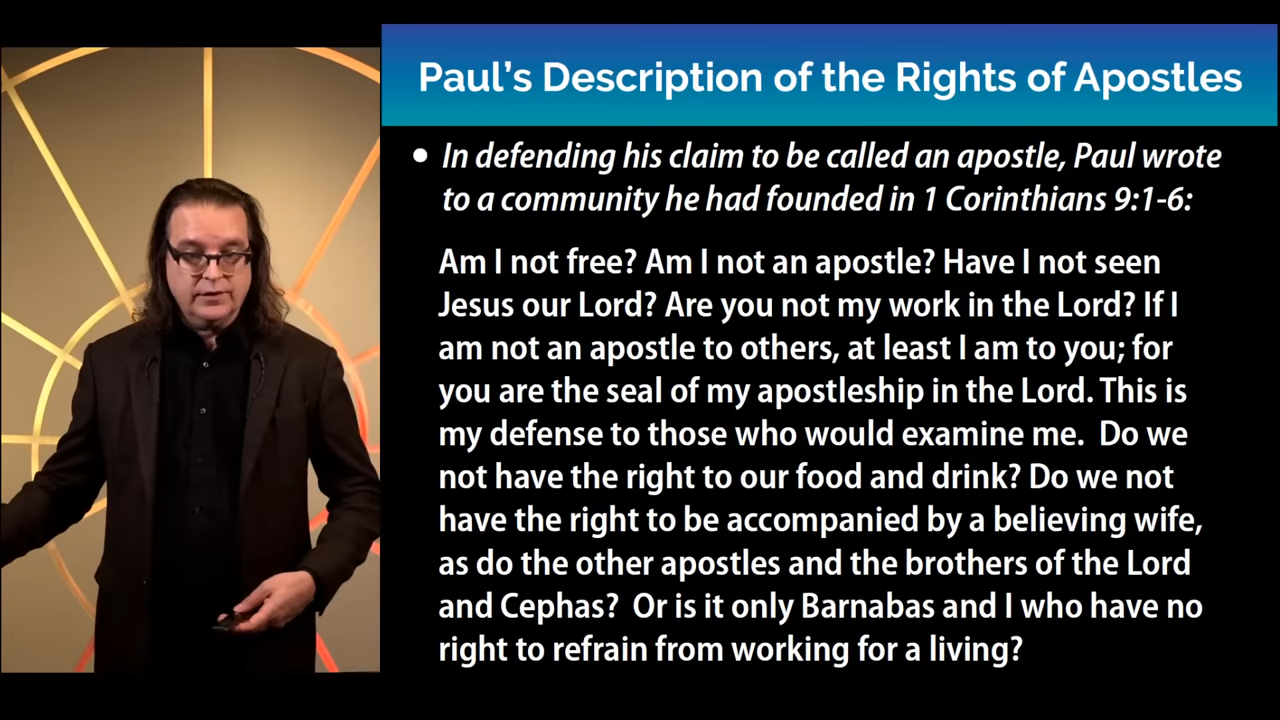 Paul's Description of the Rights of Apostles
• In defending his claim to be called an apostle, Paul wrote
to a community he had founded in 1 Corinthians 9:1-6:
Am I not free? Am I not an apostle? Have I not seen
Jesus our Lord? Are you not my work in the Lord? If I
am not an apostle to others, at least I am to you; for
you are the seal of my apostleship in the Lord. This is
my defense to those who would examine me.  Do we
not have the right to our food and drink? Do we not
have the right to be accompanied by a believing wife,
as do the other apostles and the brothers of the Lord
and Cephas?  Or is it only Barnabas and I who have no
right to refrain from working for a living?